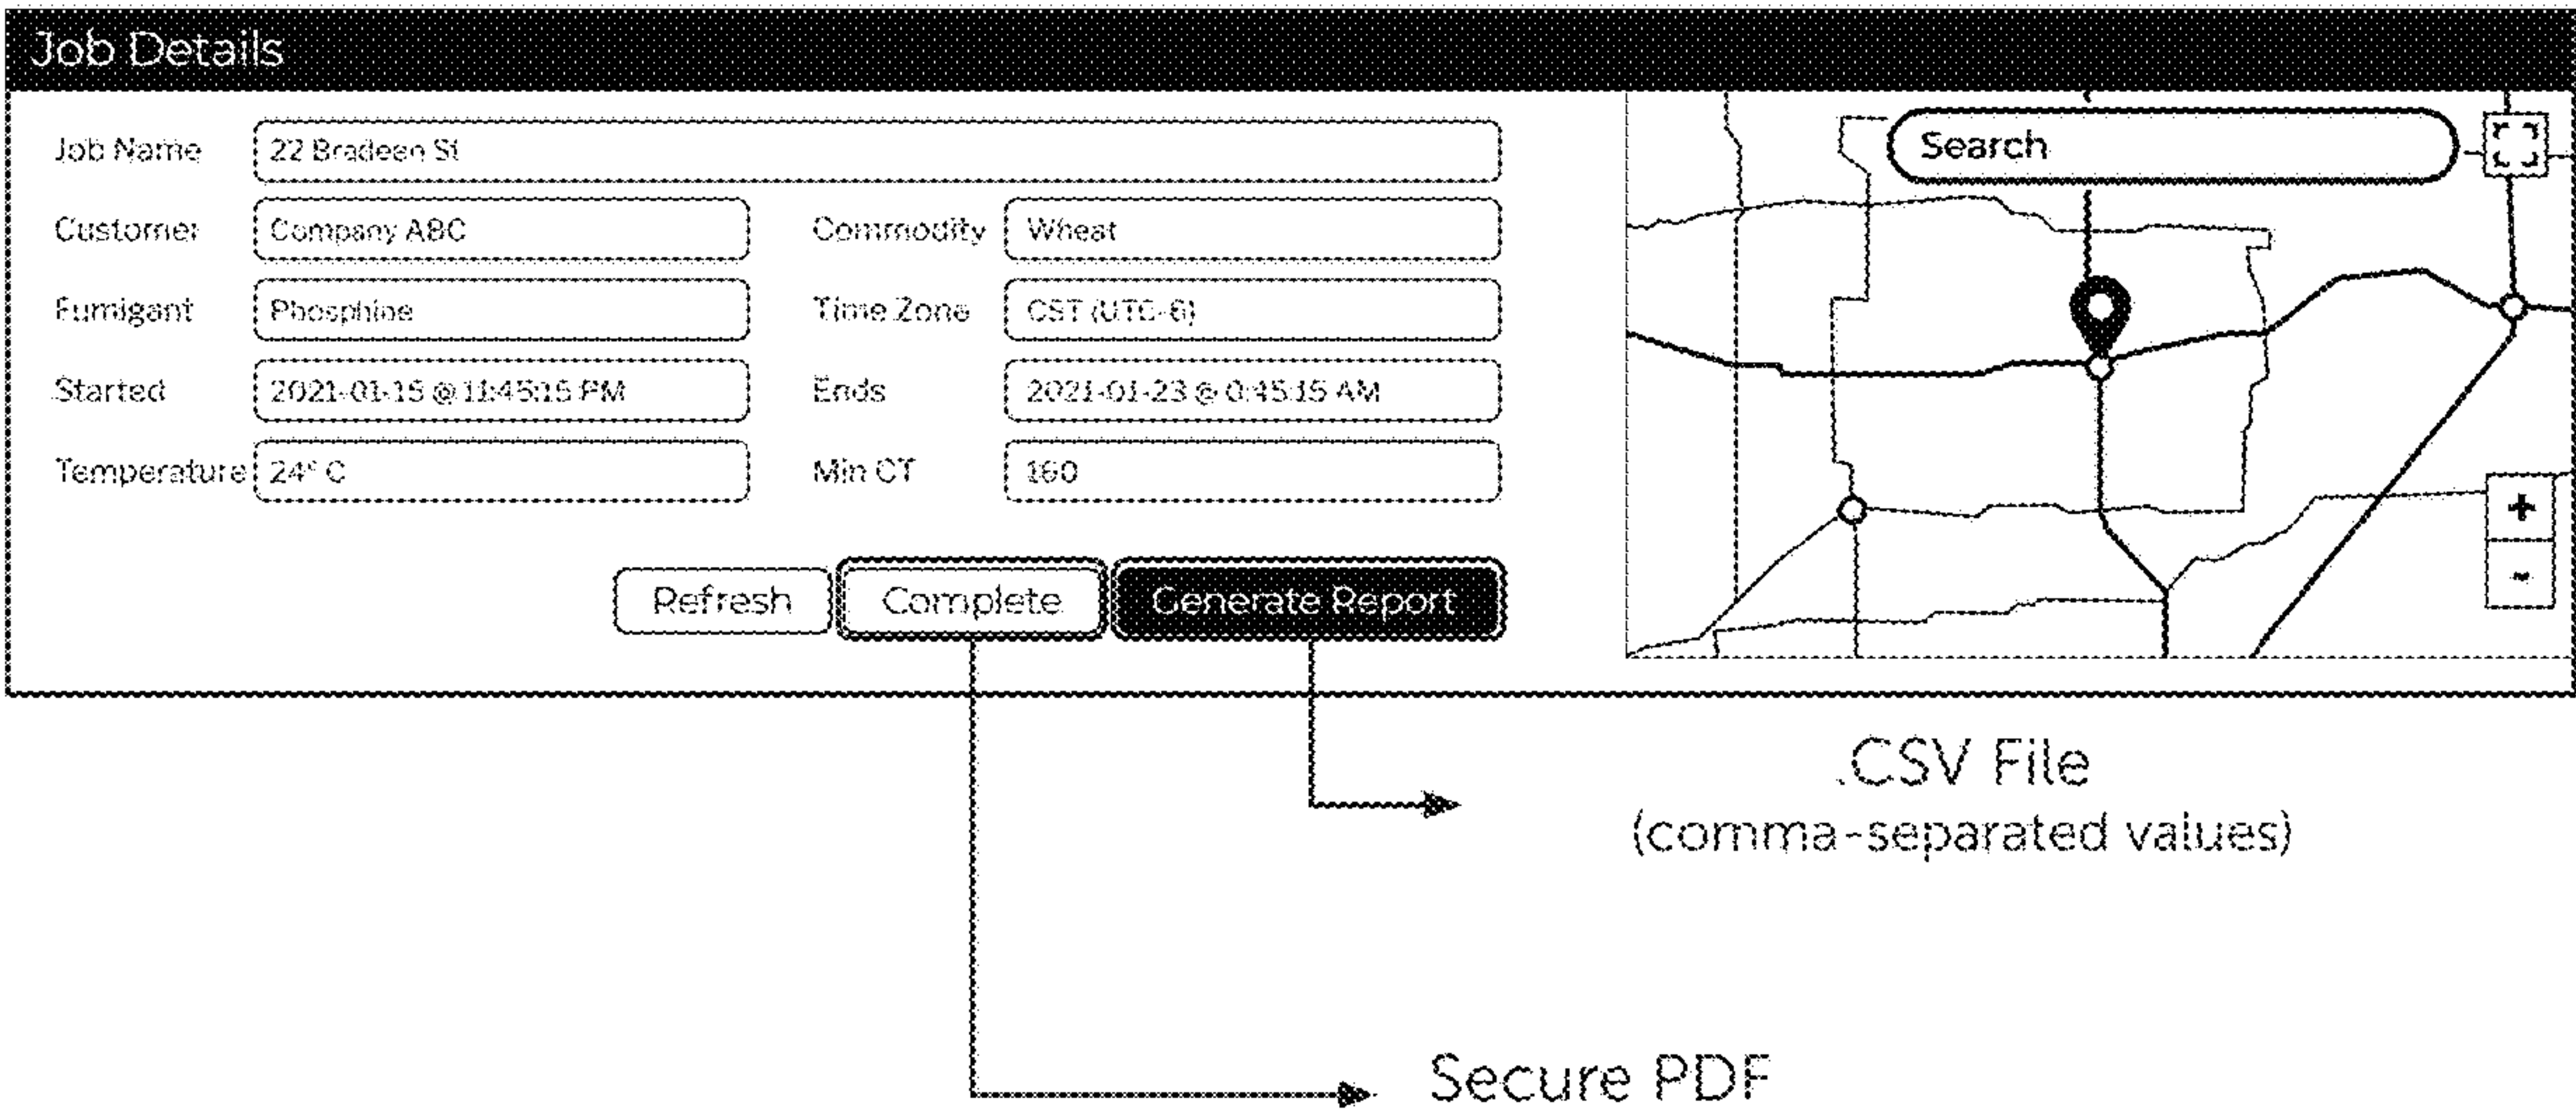 Job Details
Job Name 22 Bradeen St
Search
Customer Company ABC Commodity Wheat
Fumigant Phosphine Time Zone CST (UTC-6)
Started 2021-01-15 @ 11:45:15 PM Ends 2021-01-23 @ 0:45:15 AM
Temperature 24° C Min CT 160
+
-
Refresh Complete Generate Report
.CSV File
(comma-separated values)
Secure PDF